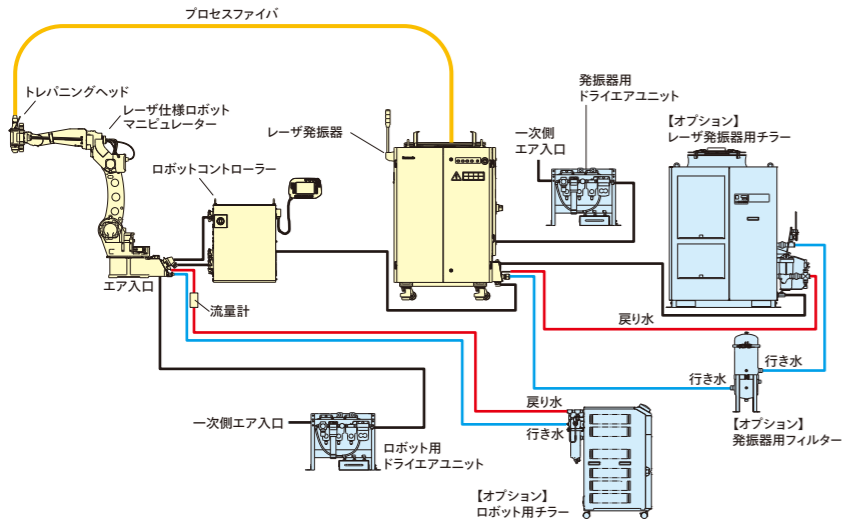 プロセスファイバ
トレパニングヘッド
レーザ仕様ロボット
マニピュレーター
ロボットコントローラー
レーザ発振器
発振器用
ドライエアユニット
一次側
エア入口
【オプション】
レーザ発振器用チラー
エア入口
流量計
戻り水
行き水
行き水
【オプション】
発振器用フィルター
一次側エア入口
ロボット用
ドライエアユニット
戻り水
行き水
【オプション】
ロボット用チラー